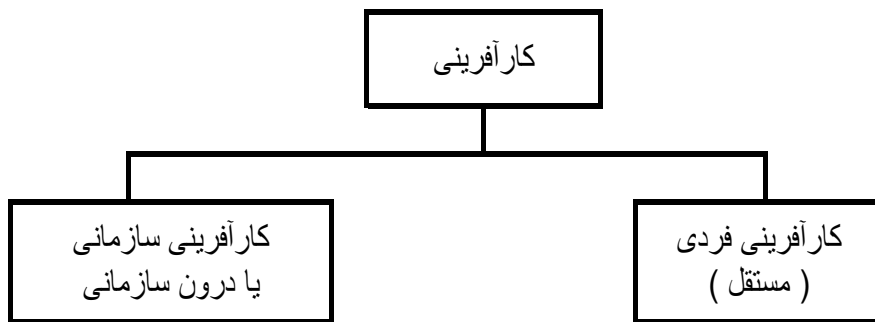 کارآفرینی
کارآفرینی فردی
( مستقل )
کارآفرینی سازمانی
یا درون سازمانی